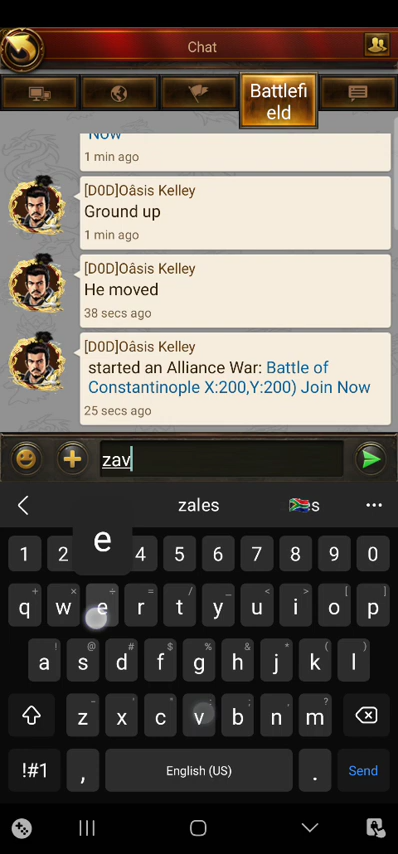 Chat
Battlefi
eld
Now
1 min ago
[D0D]Oâsis Kelley
Ground up
1 min ago
[D0D]Oâsis Kelley
He moved
38 secs ago
[D0D]Oâsis Kelley
started an Alliance War: Battle of
Constantinople X:200,Y:200) Join Now
25 secs ago
zav
zales
🇿🇦s
e
1 2 4 5 6 7 8 9 0
+ × ÷ = / _ < > [ ]
q w e r t y u i o p
! @ # $ % & * ( )
a s d f g h j k l
- ' " : ; , ?
z x c v b n m
!#1 , English (US) . Send